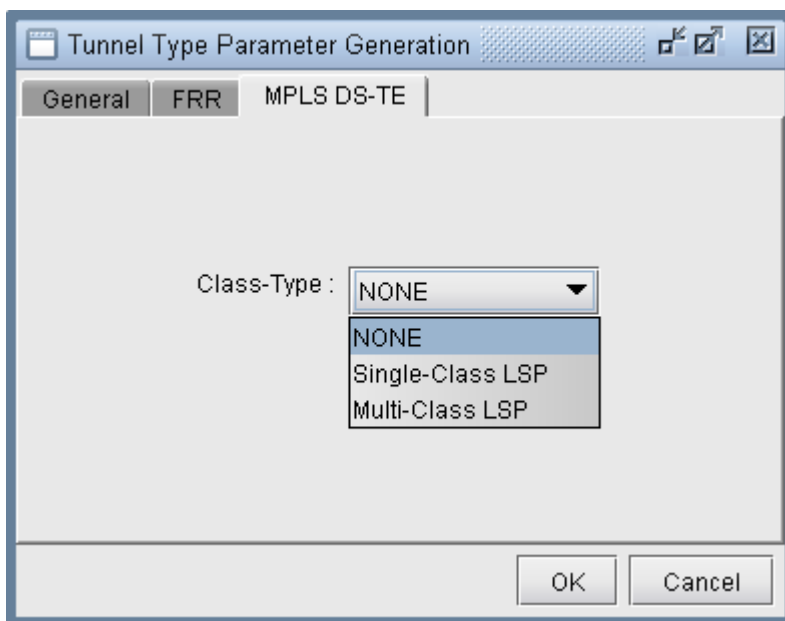 Tunnel Type Parameter Generation
General FRR MPLS DS-TE
Class-Type : NONE
NONE
Single-Class LSP
Multi-Class LSP
OK Cancel